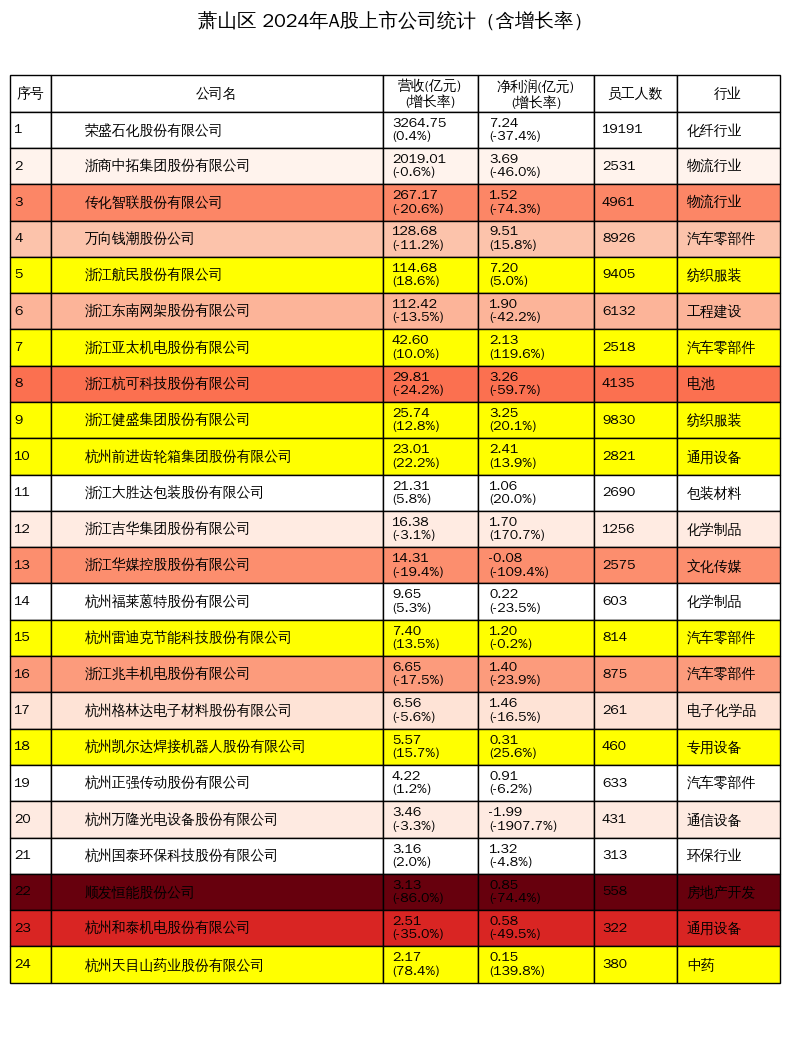 萧山区 2024年A股上市公司统计（含增长率）
序号 公司名 营收(亿元) 净利润(亿元) 员工人数 行业
(增长率) (增长率)
1 荣盛石化股份有限公司 3264.75 7.24 19191 化纤行业
(0.4%) (-37.4%)
2 浙商中拓集团股份有限公司 2019.01 3.69 2531 物流行业
(-0.6%) (-46.0%)
3 传化智联股份有限公司 267.17 1.52 4961 物流行业
(-20.6%) (-74.3%)
4 万向钱潮股份公司 128.68 9.51 8926 汽车零部件
(-11.2%) (15.8%)
5 浙江航民股份有限公司 114.68 7.20 9405 纺织服装
(18.6%) (5.0%)
6 浙江东南网架股份有限公司 112.42 1.90 6132 工程建设
(-13.5%) (-42.2%)
7 浙江亚太机电股份有限公司 42.60 2.13 2518 汽车零部件
(10.0%) (119.6%)
8 浙江杭可科技股份有限公司 29.81 3.26 4135 电池
(-24.2%) (-59.7%)
9 浙江健盛集团股份有限公司 25.74 3.25 9830 纺织服装
(12.8%) (20.1%)
10 杭州前进齿轮箱集团股份有限公司 23.01 2.41 2821 通用设备
(22.2%) (13.9%)
11 浙江大胜达包装股份有限公司 21.31 1.06 2690 包装材料
(5.8%) (20.0%)
12 浙江吉华集团股份有限公司 16.38 1.70 1256 化学制品
(-3.1%) (170.7%)
13 浙江华媒控股股份有限公司 14.31 -0.08 2575 文化传媒
(-19.4%) (-109.4%)
14 杭州福莱蒽特股份有限公司 9.65 0.22 603 化学制品
(5.3%) (-23.5%)
15 杭州雷迪克节能科技股份有限公司 7.40 1.20 814 汽车零部件
(13.5%) (-0.2%)
16 浙江兆丰机电股份有限公司 6.65 1.40 875 汽车零部件
(-17.5%) (-23.9%)
17 杭州格林达电子材料股份有限公司 6.56 1.46 261 电子化学品
(-5.6%) (-16.5%)
18 杭州凯尔达焊接机器人股份有限公司 5.57 0.31 460 专用设备
(15.7%) (25.6%)
19 杭州正强传动股份有限公司 4.22 0.91 633 汽车零部件
(1.2%) (-6.2%)
20 杭州万隆光电设备股份有限公司 3.46 -1.99 431 通信设备
(-3.3%) (-1907.7%)
21 杭州国泰环保科技股份有限公司 3.16 1.32 313 环保行业
(2.0%) (-4.8%)
22 顺发恒能股份公司 3.13 0.85 558 房地产开发
(-86.0%) (-74.4%)
23 杭州和泰机电股份有限公司 2.51 0.58 322 通用设备
(-35.0%) (-49.5%)
24 杭州天目山药业股份有限公司 2.17 0.15 380 中药
(78.4%) (139.8%)